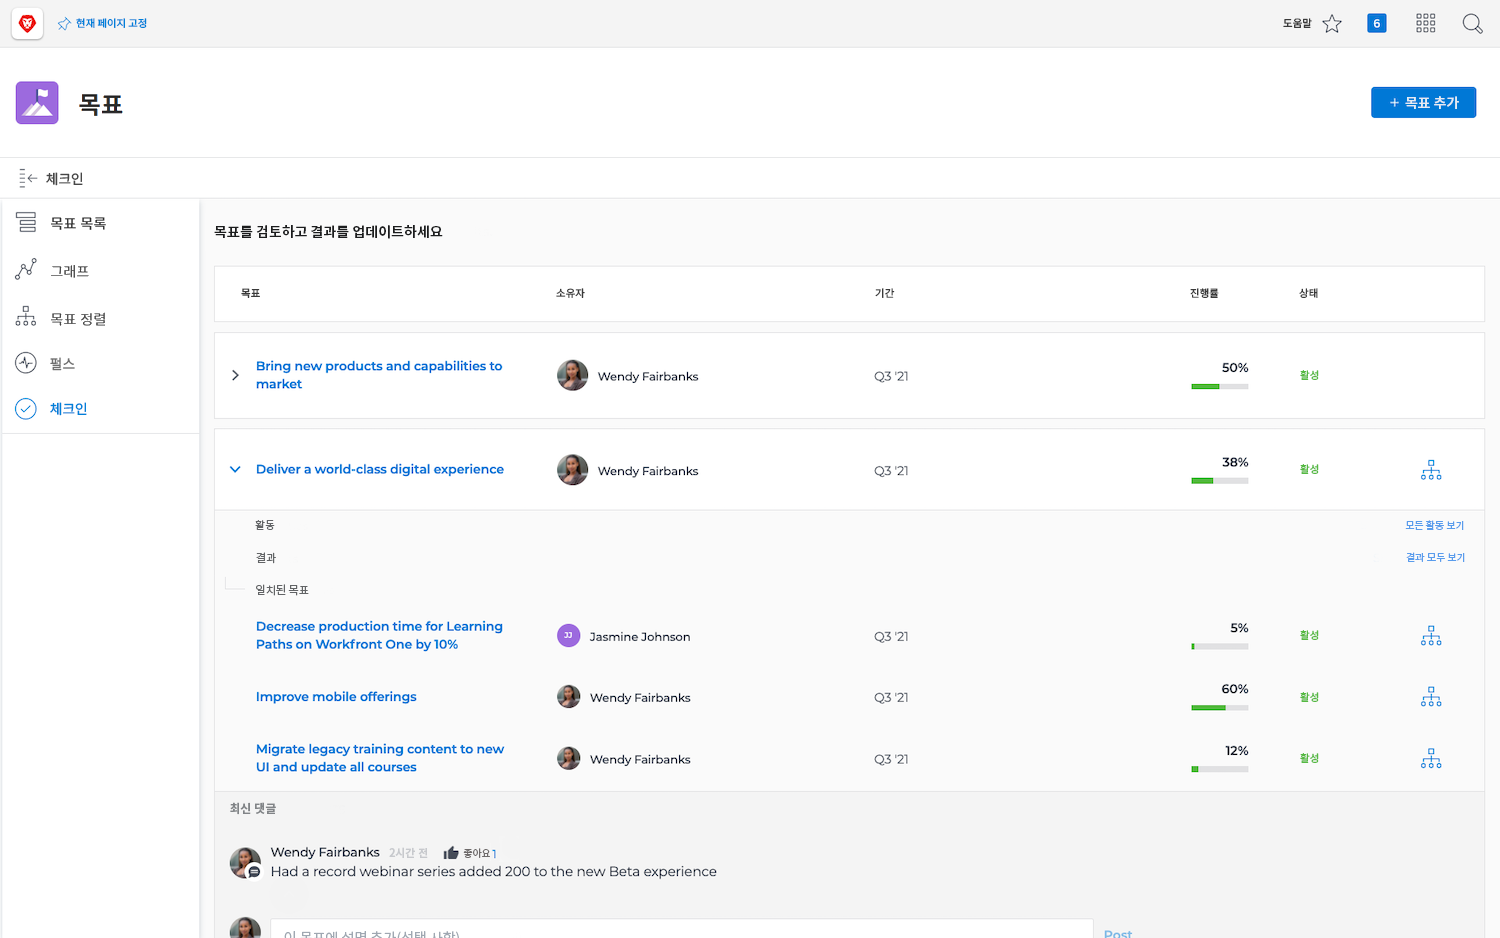 현재 페이지 고정
도움말
6
목표
+ 목표 추가
체크인
목표 목록
그래프
목표 정렬
펄스
체크인
목표를 검토하고 결과를 업데이트하세요
목표 소유자 기간 진행률 상태
Bring new products and capabilities to
market
Wendy Fairbanks
Q3 '21
50%
활성
Deliver a world-class digital experience
Wendy Fairbanks
Q3 '21
38%
활성
활동
모든 활동 보기
결과
결과 모두 보기
일치된 목표
Decrease production time for Learning
Paths on Workfront One by 10%
JJ
Jasmine Johnson
Q3 '21
5%
활성
Improve mobile offerings
Wendy Fairbanks
Q3 '21
60%
활성
Migrate legacy training content to new
UI and update all courses
Wendy Fairbanks
Q3 '21
12%
활성
최신 댓글
Wendy Fairbanks 2시간 전 좋아요 1
Had a record webinar series added 200 to the new Beta experience
이 목표에 설명 추가(선택 사항)
Post